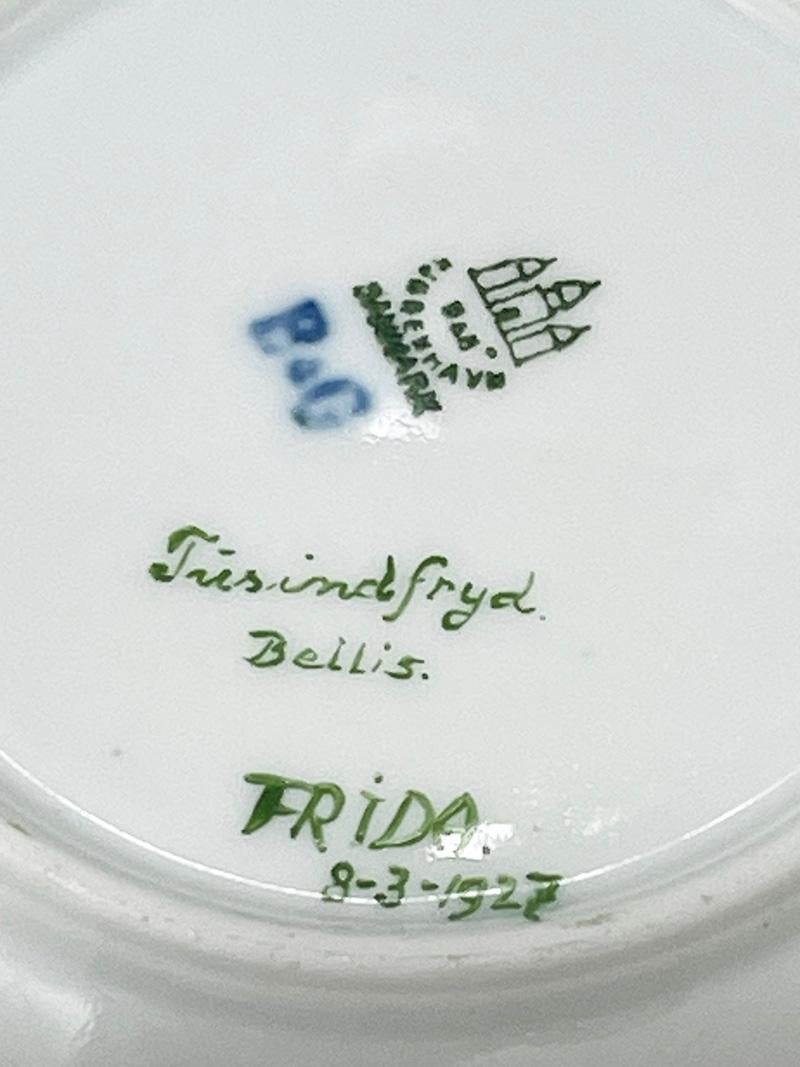 B&G
B&G
KJØBENHAVN
DANMARK
Tusindfryd.
Bellis.
FRIDA.
8-3-1927